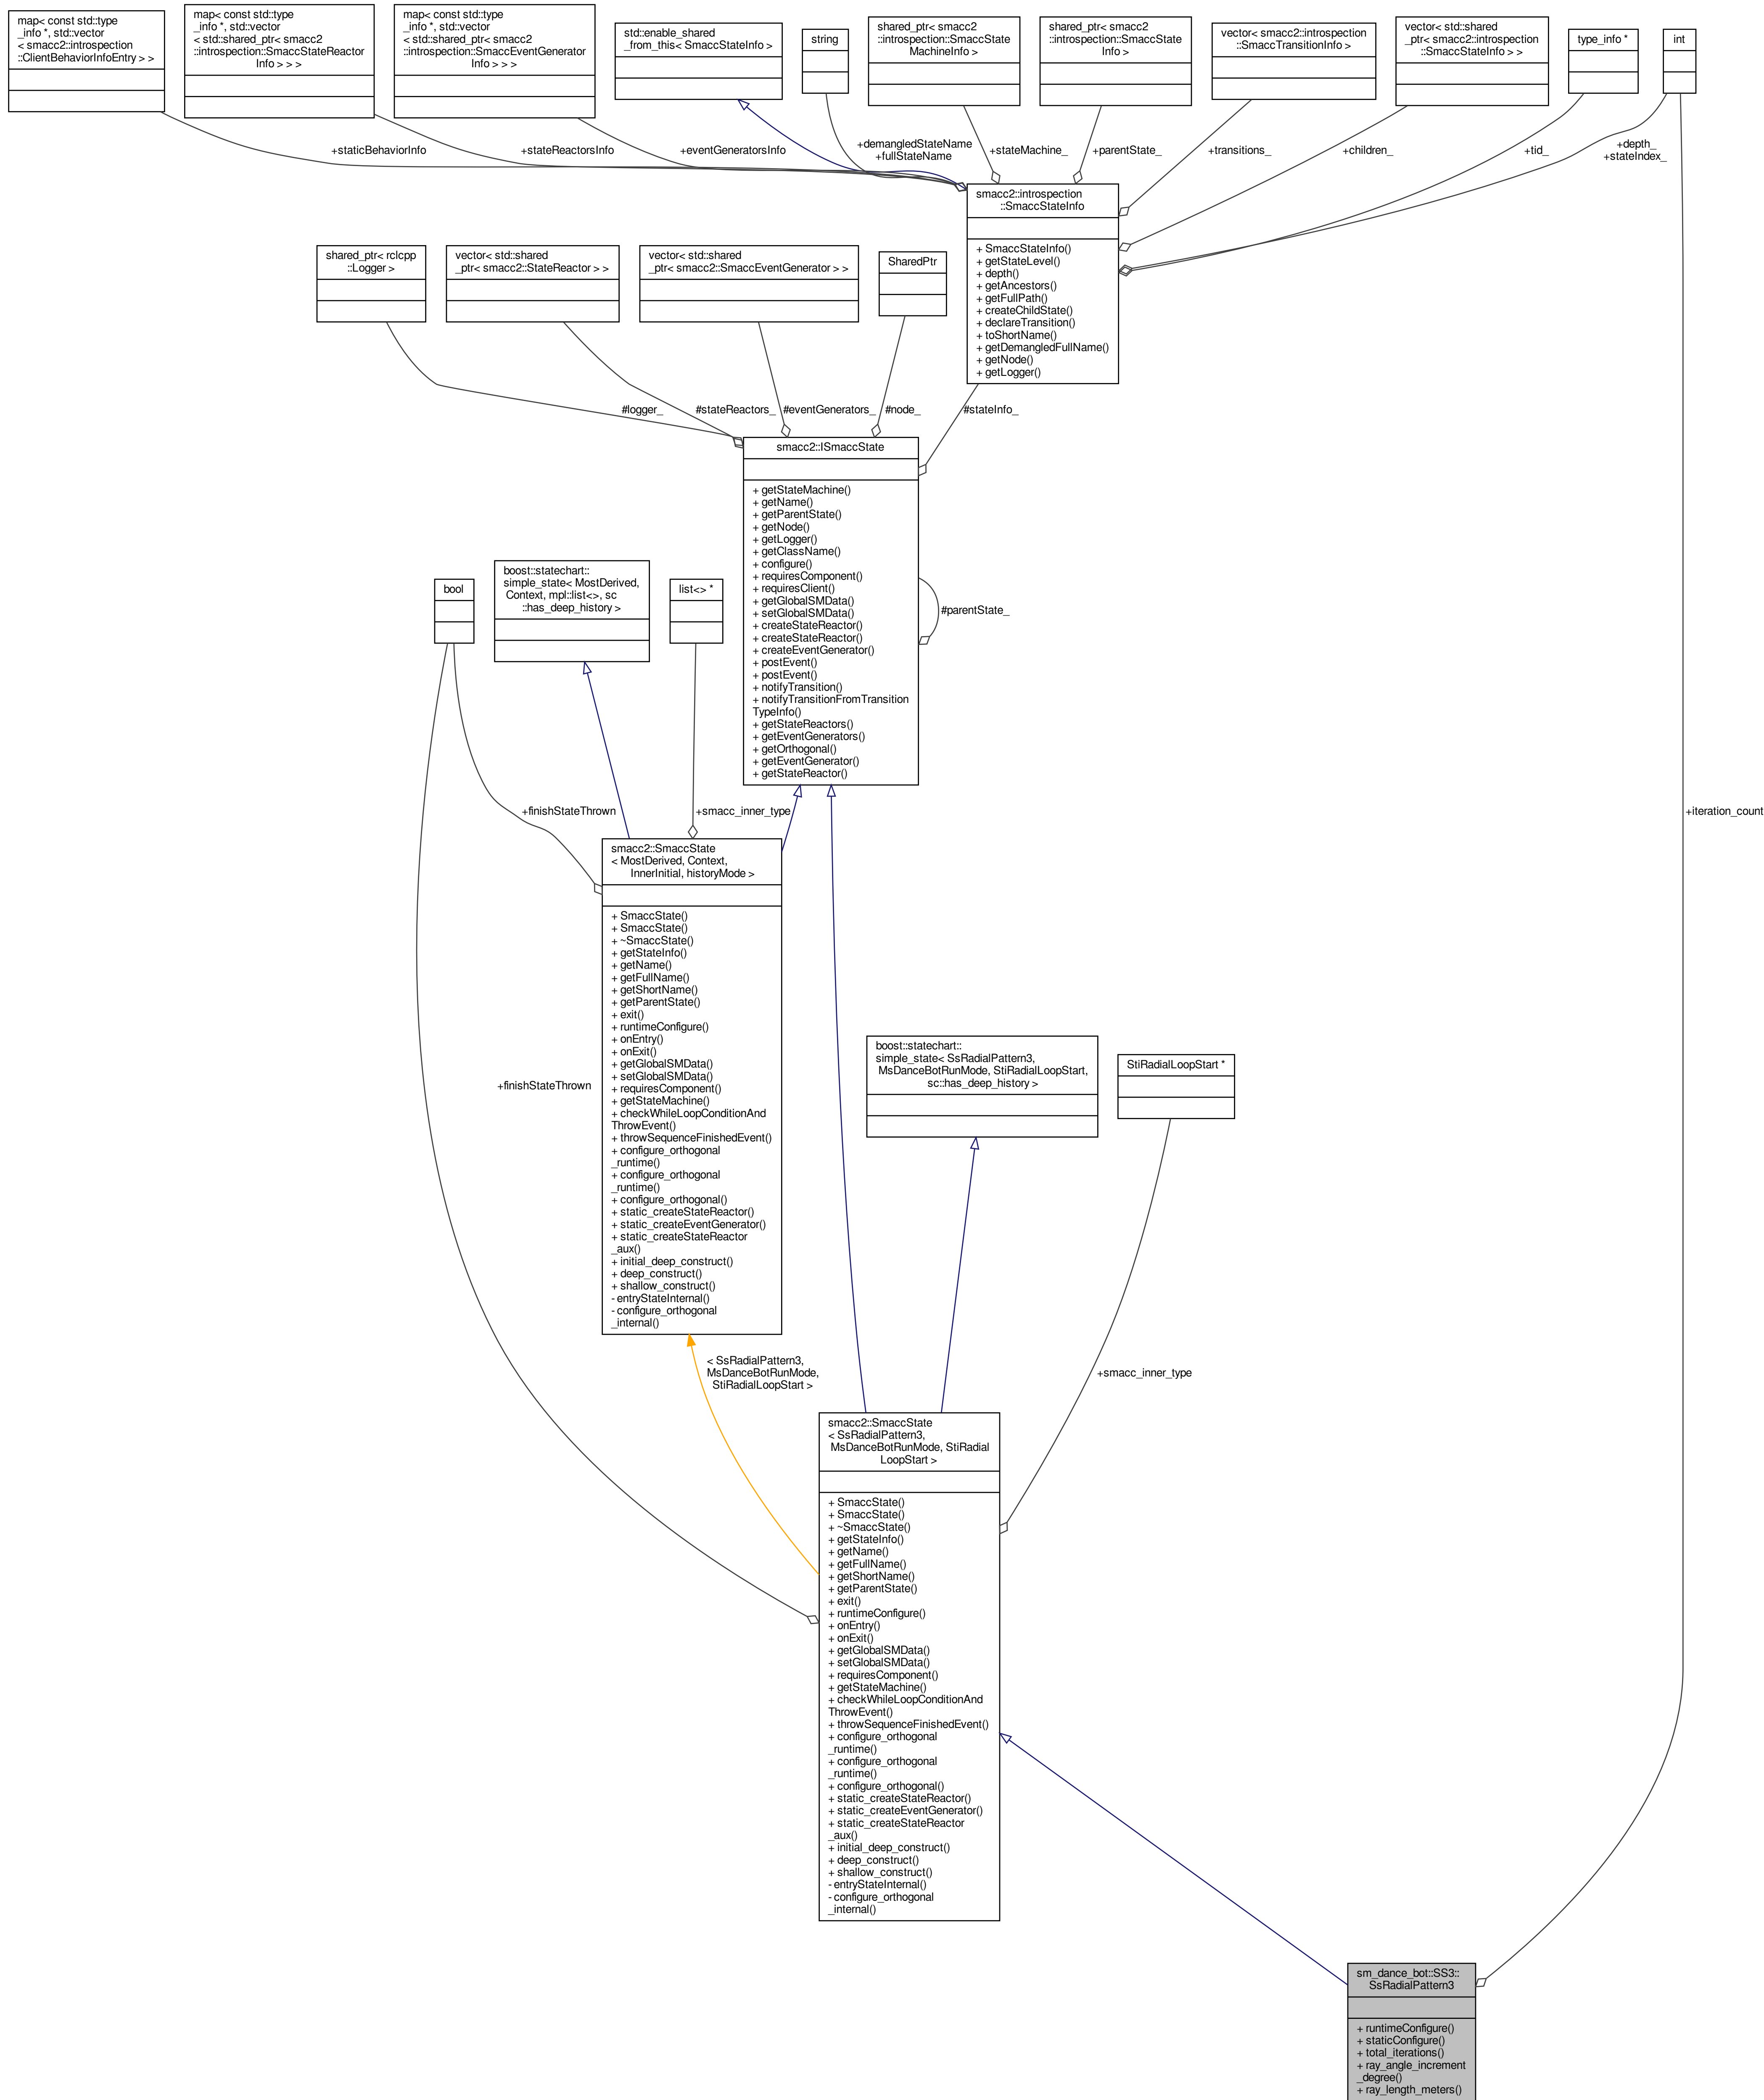 map< const std::type
_info *, std::vector
< smacc2::introspection
::ClientBehaviorInfoEntry > >
map< const std::type
_info *, std::vector
< std::shared_ptr< smacc2
::introspection::SmaccStateReactor
Info > > >
map< const std::type
_info *, std::vector
< std::shared_ptr< smacc2
::introspection::SmaccEventGenerator
Info > > >
std::enable_shared
_from_this< SmaccStateInfo >
string
shared_ptr< smacc2
::introspection::SmaccState
MachineInfo >
shared_ptr< smacc2
::introspection::SmaccState
Info >
vector< smacc2::introspection
::SmaccTransitionInfo >
vector< std::shared
_ptr< smacc2::introspection
::SmaccStateInfo > >
type_info *
int
+staticBehaviorInfo
+stateReactorsInfo
+eventGeneratorsInfo
+demangledStateName
+fullStateName
+stateMachine_
+parentState_
+transitions_
+children_
+tid_
+depth_
+stateIndex_
smacc2::introspection
::SmaccStateInfo
+ SmaccStateInfo()
+ getStateLevel()
+ depth()
+ getAncestors()
+ getFullPath()
+ createChildState()
+ declareTransition()
+ toShortName()
+ getDemangledFullName()
+ getNode()
+ getLogger()
shared_ptr< rclcpp
::Logger >
vector< std::shared
_ptr< smacc2::StateReactor > >
vector< std::shared
_ptr< smacc2::SmaccEventGenerator > >
SharedPtr
#logger_
#stateReactors_
#eventGenerators_
#node_
#stateInfo_
smacc2::ISmaccState
+ getStateMachine()
+ getName()
+ getParentState()
+ getNode()
+ getLogger()
+ getClassName()
+ configure()
+ requiresComponent()
+ requiresClient()
+ getGlobalSMData()
+ setGlobalSMData()
+ createStateReactor()
+ createStateReactor()
+ createEventGenerator()
+ postEvent()
+ postEvent()
+ notifyTransition()
+ notifyTransitionFromTransition
TypeInfo()
+ getStateReactors()
+ getEventGenerators()
+ getOrthogonal()
+ getEventGenerator()
+ getStateReactor()
#parentState_
bool
boost::statechart::
simple_state< MostDerived,
Context, mpl::list<>, sc
::has_deep_history >
list<> *
+finishStateThrown
+smacc_inner_type
+iteration_count
smacc2::SmaccState
< MostDerived, Context,
InnerInitial, historyMode >
+ SmaccState()
+ SmaccState()
+ ~SmaccState()
+ getStateInfo()
+ getName()
+ getFullName()
+ getShortName()
+ getParentState()
+ exit()
+ runtimeConfigure()
+ onEntry()
+ onExit()
+ getGlobalSMData()
+ setGlobalSMData()
+ requiresComponent()
+ getStateMachine()
+ checkWhileLoopConditionAnd
ThrowEvent()
+ throwSequenceFinishedEvent()
+ configure_orthogonal
_runtime()
+ configure_orthogonal
_runtime()
+ configure_orthogonal()
+ static_createStateReactor()
+ static_createEventGenerator()
+ static_createStateReactor
_aux()
+ initial_deep_construct()
+ deep_construct()
+ shallow_construct()
- entryStateInternal()
- configure_orthogonal
_internal()
+finishStateThrown
boost::statechart::
simple_state< SsRadialPattern3,
MsDanceBotRunMode, StiRadialLoopStart,
sc::has_deep_history >
StiRadialLoopStart *
< SsRadialPattern3,
MsDanceBotRunMode,
StiRadialLoopStart >
+smacc_inner_type
smacc2::SmaccState
< SsRadialPattern3,
MsDanceBotRunMode, StiRadial
LoopStart >
+ SmaccState()
+ SmaccState()
+ ~SmaccState()
+ getStateInfo()
+ getName()
+ getFullName()
+ getShortName()
+ getParentState()
+ exit()
+ runtimeConfigure()
+ onEntry()
+ onExit()
+ getGlobalSMData()
+ setGlobalSMData()
+ requiresComponent()
+ getStateMachine()
+ checkWhileLoopConditionAnd
ThrowEvent()
+ throwSequenceFinishedEvent()
+ configure_orthogonal
_runtime()
+ configure_orthogonal
_runtime()
+ configure_orthogonal()
+ static_createStateReactor()
+ static_createEventGenerator()
+ static_createStateReactor
_aux()
+ initial_deep_construct()
+ deep_construct()
+ shallow_construct()
- entryStateInternal()
- configure_orthogonal
_internal()
sm_dance_bot::SS3::
SsRadialPattern3
+ runtimeConfigure()
+ staticConfigure()
+ total_iterations()
+ ray_angle_increment
_degree()
+ ray_length_meters()